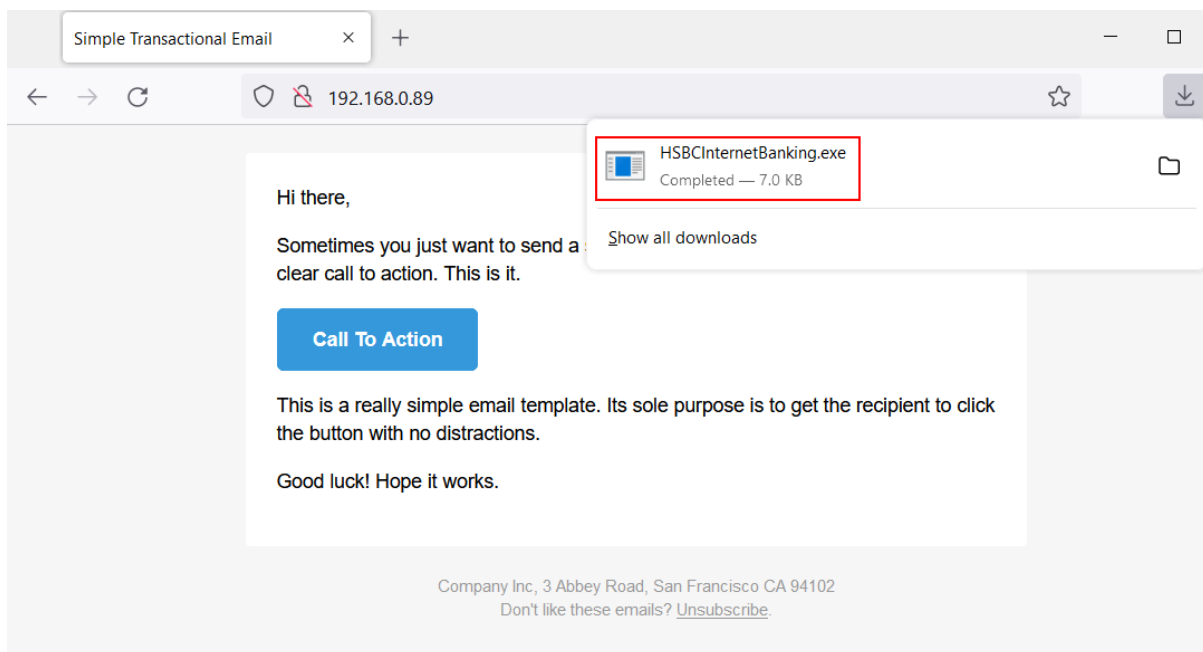 Simple Transactional Email
192.168.0.89
HSBCInternetBanking.exe
Completed — 7.0 KB
Show all downloads
Hi there,
Sometimes you just want to send a
clear call to action. This is it.
Call To Action
This is a really simple email template. Its sole purpose is to get the recipient to click
the button with no distractions.
Good luck! Hope it works.
Company Inc, 3 Abbey Road, San Francisco CA 94102
Don't like these emails? Unsubscribe.